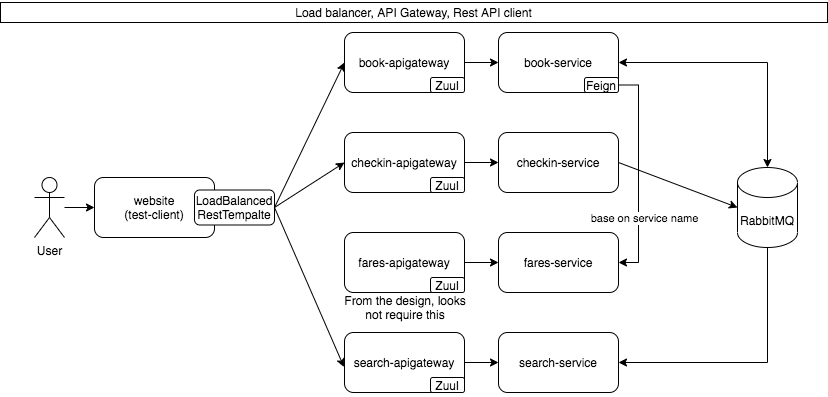 Load balancer, API Gateway, Rest API client
book-apigateway
Zuul
book-service
Feign
checkin-apigateway
Zuul
checkin-service
website
(test-client)
LoadBalanced
RestTempalte
User
base on service name
RabbitMQ
fares-apigateway
Zuul
fares-service
From the design, looks
not require this
search-apigateway
Zuul
search-service